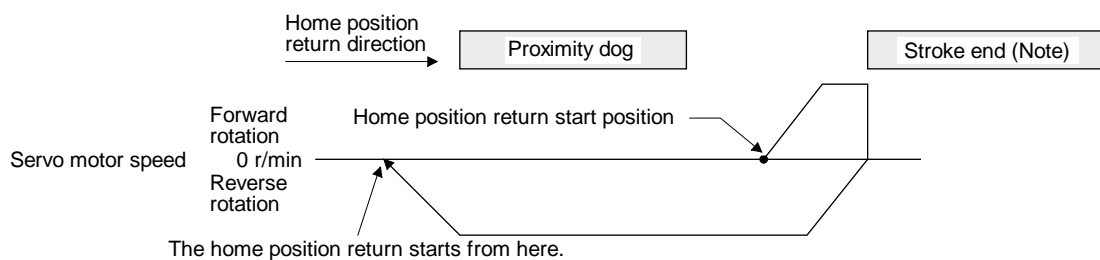 Home position
return direction
Proximity dog
Stroke end (Note)
Forward
rotation
Home position return start position
Servo motor speed
0 r/min
Reverse
rotation
The home position return starts from here.